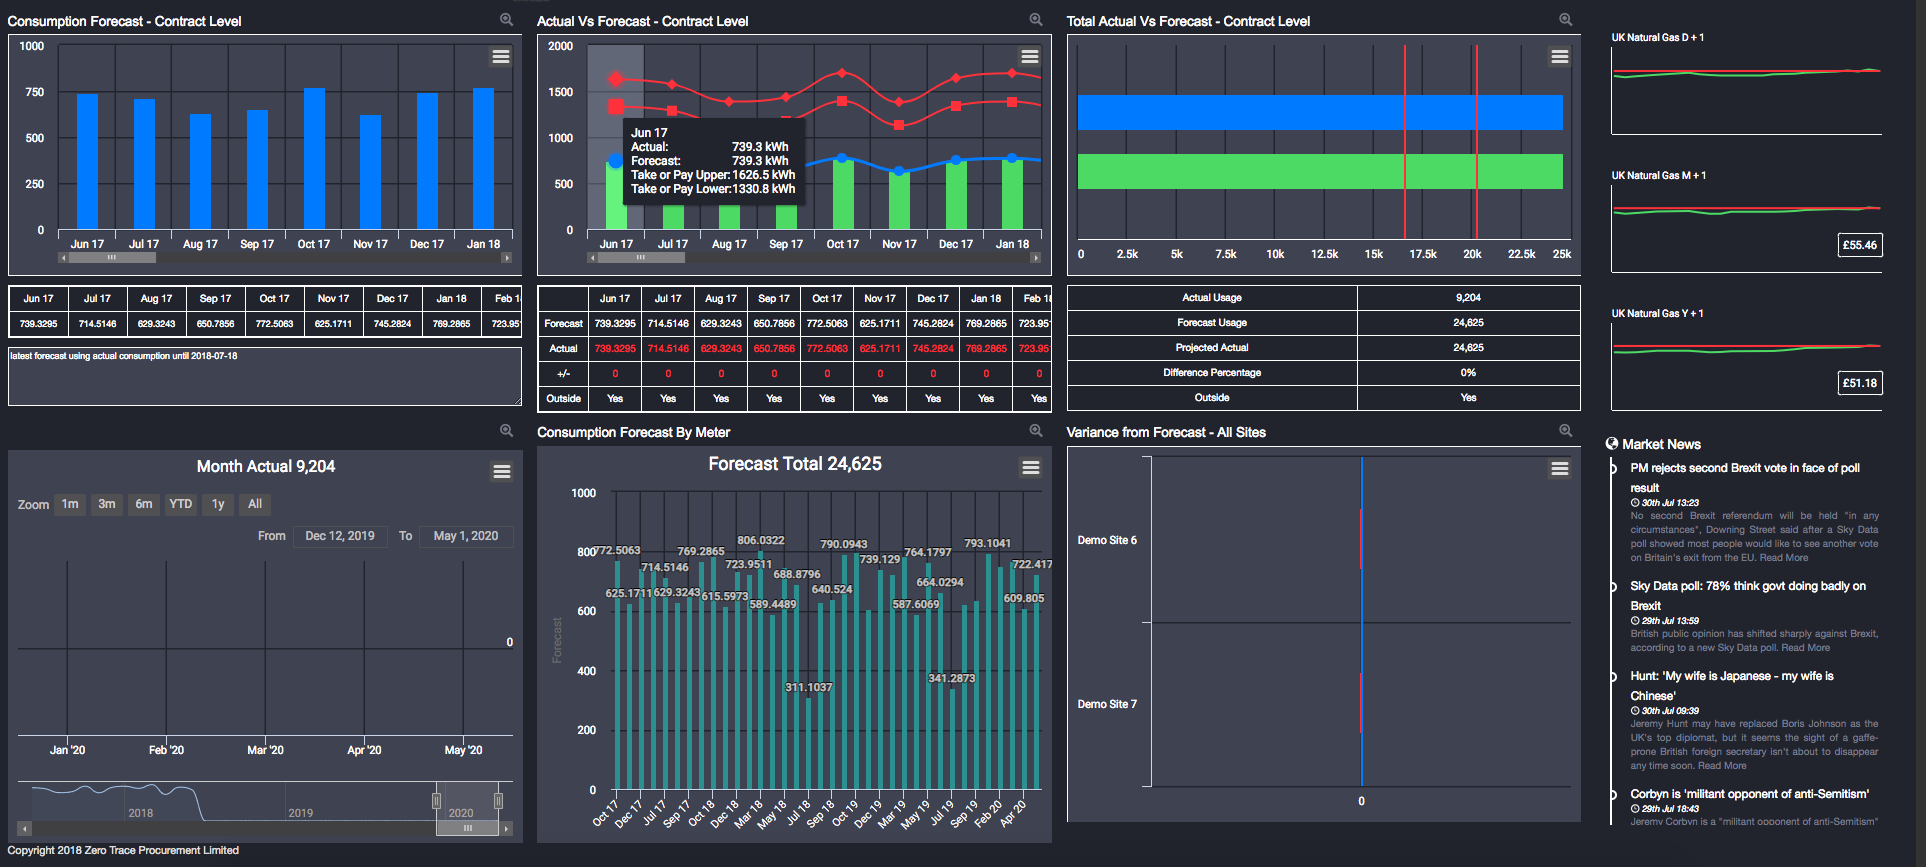 Consumption Forecast - Contract Level
1000
750
500
250
0
Jun 17 Jul 17 Aug 17 Sep 17 Oct 17 Nov 17 Dec 17 Jan 18
Jun 17 Jul 17 Aug 17 Sep 17 Oct 17 Nov 17 Dec 17 Jan 18 Feb 18
739.3295 714.5146 629.3243 650.7856 772.5063 625.1711 745.2824 769.2865 723.95
latest forecast using actual consumption until 2018-07-18
Actual Vs Forecast - Contract Level
2000
1500
1000
500
0
Jun 17
Actual: 739.3 kWh
Forecast: 739.3 kWh
Take or Pay Upper: 1626.5 kWh
Take or Pay Lower: 1330.8 kWh
Jun 17 Jul 17 Aug 17 Sep 17 Oct 17 Nov 17 Dec 17 Jan 18
Jun 17 Jul 17 Aug 17 Sep 17 Oct 17 Nov 17 Dec 17 Jan 18 Feb 18
Forecast 739.3295 714.5146 629.3243 650.7856 772.5063 625.1711 745.2824 769.2865 723.95
Actual 739.3295 714.5146 629.3243 650.7856 772.5063 625.1711 745.2824 769.2865 723.95
+/- 0 0 0 0 0 0 0 0 0
Outside Yes Yes Yes Yes Yes Yes Yes Yes Yes
Total Actual Vs Forecast - Contract Level
0 2.5k 5k 7.5k 10k 12.5k 15k 17.5k 20k 22.5k 25k
Actual Usage 9,204
Forecast Usage 24,625
Projected Actual 24,625
Difference Percentage 0%
Outside Yes
UK Natural Gas D + 1
UK Natural Gas M + 1
£55.46
UK Natural Gas Y + 1
£51.18
Month Actual 9,204
Zoom 1m 3m 6m YTD 1y All
From Dec 12, 2019 To May 1, 2020
0
Jan '20 Feb '20 Mar '20 Apr '20 May '20
2018 2019 2020
Consumption Forecast By Meter
Forecast Total 24,625
Forecast
1000
800
600
400
200
0
806.0322 790.0943 793.1041
772.5063 769.2865 739.129 764.1797
714.5146 723.9511 688.8796 722.417
625.1711 629.3243 615.5973 589.4489 640.524 587.6069 664.0294 609.805
311.1037 341.2873
Oct 17 Dec 17 Jul 17 Sep 17 Oct 18 Dec 18 Mar 18 May 18 Jul 18 Sep 18 Oct 19 Dec 19 Mar 19 May 19 Jul 19 Sep 19 Feb 20 Apr 20
Variance from Forecast - All Sites
Demo Site 6
Demo Site 7
0
Market News
PM rejects second Brexit vote in face of poll
result
30th Jul 13:23
No second Brexit referendum will be held "in any
circumstances", Downing Street said after a Sky Data
poll showed most people would like to see another vote
on Britain's exit from the EU. Read More
Sky Data poll: 78% think govt doing badly on
Brexit
29th Jul 13:59
British public opinion has shifted sharply against Brexit,
according to a new Sky Data poll. Read More
Hunt: 'My wife is Japanese - my wife is
Chinese'
30th Jul 09:39
Jeremy Hunt may have replaced Boris Johnson as the
UK's top diplomat, but it seems the sight of a gaffe-
prone British foreign secretary isn't about to disappear
any time soon. Read More
Corbyn is 'militant opponent of anti-Semitism'
29th Jul 18:43
Jeremy Corbyn is a "militant opponent of anti-Semitism"
Copyright 2018 Zero Trace Procurement Limited